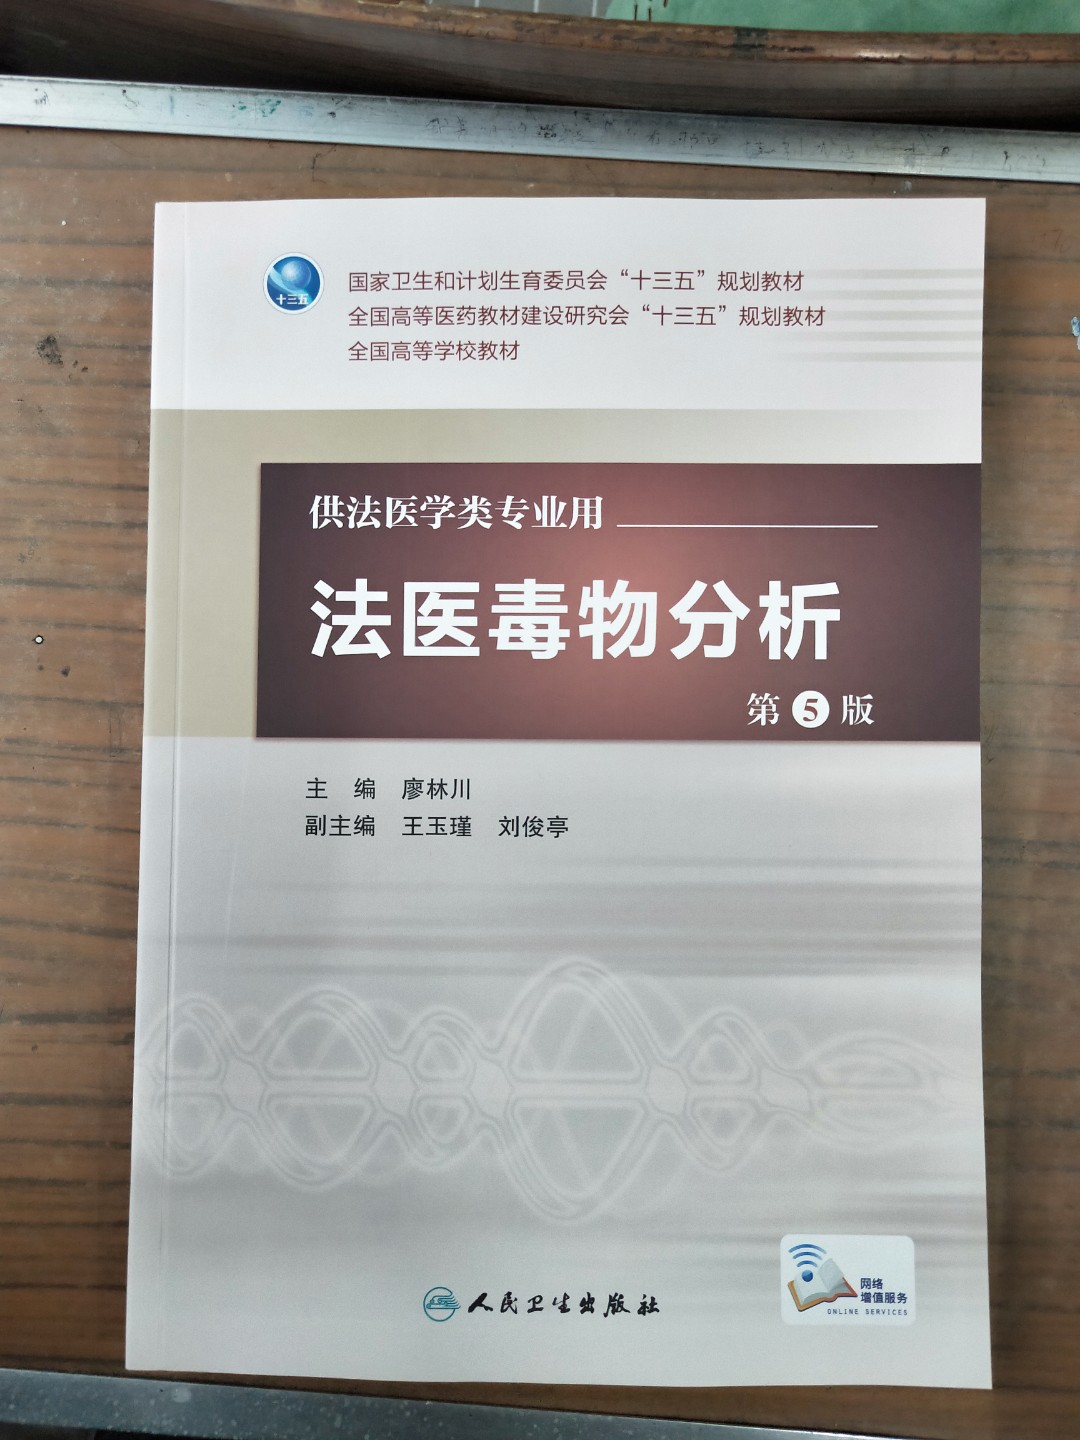 十三五
国家卫生和计划生育委员会“十三五”规划教材
全国高等医药教材建设研究会“十三五”规划教材
全国高等学校教材
供法医学类专业用
法医毒物分析
第5版
主 编 廖林川
副主编 王玉瑾 刘俊亭
网络
增值服务
ONLINE SERVICES
人民卫生出版社